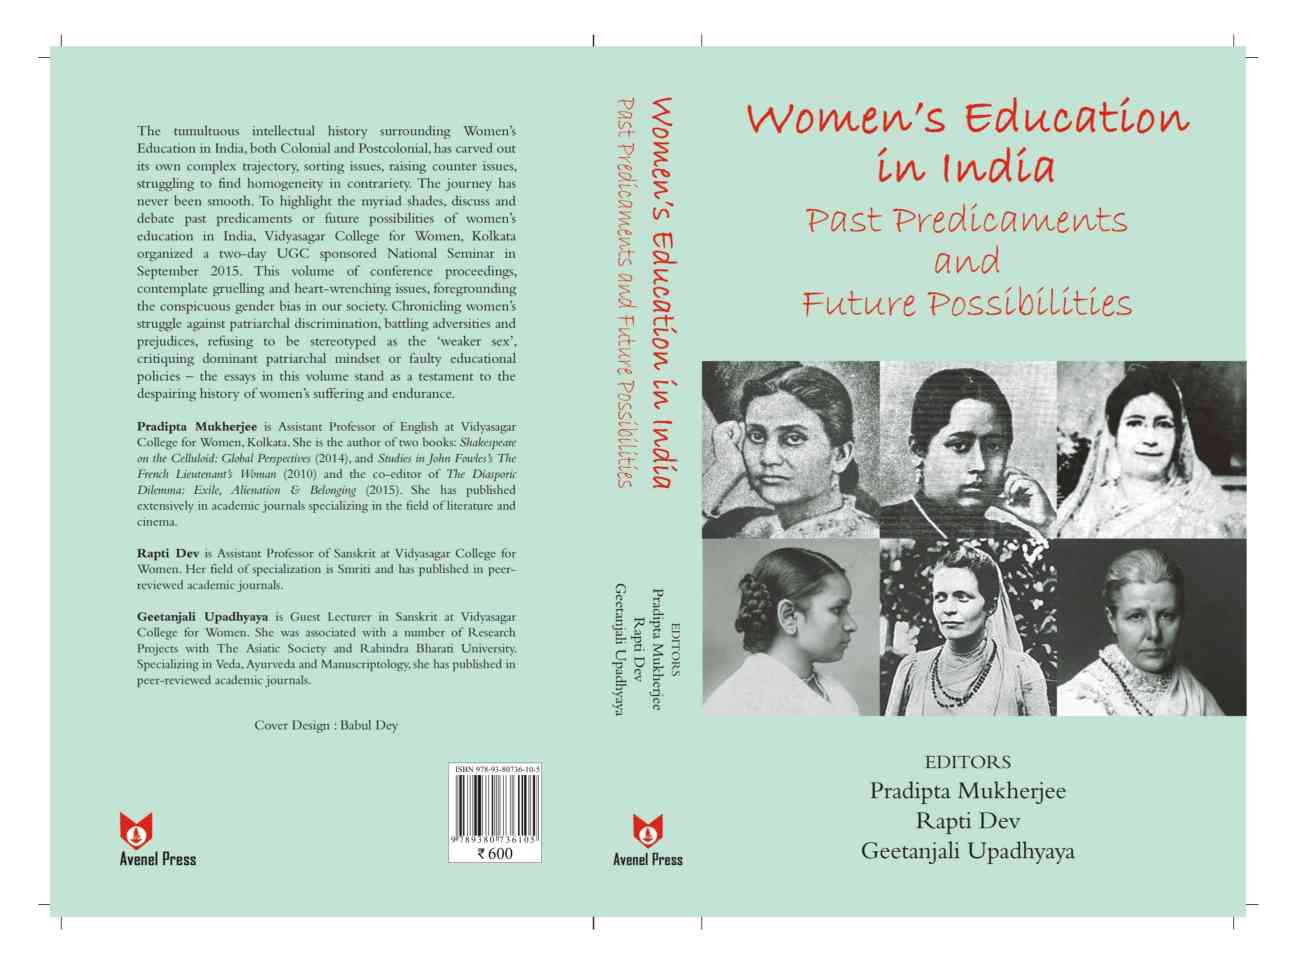 The tumultuous intellectual history surrounding Women's
Education in India, both Colonial and Postcolonial, has carved out
its own complex trajectory, sorting issues, raising counter issues,
struggling to find homogeneity in contrariety. The journey has
never been smooth. To highlight the myriad shades, discuss and
debate past predicaments or future possibilities of women's
education in India, Vidyasagar College for Women, Kolkata
organized a two-day UGC sponsored National Seminar in
September 2015. This volume of conference proceedings,
contemplate gruelling and heart-wrenching issues, foregrounding
the conspicuous gender bias in our society. Chronicling women's
struggle against patriarchal discrimination, battling adversities and
prejudices, refusing to be stereotyped as the 'weaker sex',
critiquing dominant patriarchal mindset or faulty educational
policies – the essays in this volume stand as a testament to the
despairing history of women's suffering and endurance.
Pradipta Mukherjee is Assistant Professor of English at Vidyasagar
College for Women, Kolkata. She is the author of two books: Shakespeare
on the Celluloid: Global Perspectives (2014), and Studies in John Fowles's The
French Lieutenant's Woman (2010) and the co-editor of The Diasporic
Dilemma: Exile, Alienation & Belonging (2015). She has published
extensively in academic journals specializing in the field of literature and
cinema.
Rapti Dev is Assistant Professor of Sanskrit at Vidyasagar College for
Women. Her field of specialization is Smriti and has published in peer-
reviewed academic journals.
Geetanjali Upadhyaya is Guest Lecturer in Sanskrit at Vidyasagar
College for Women. She was associated with a number of Research
Projects with The Asiatic Society and Rabindra Bharati University.
Specializing in Veda, Ayurveda and Manuscriptology, she has published in
peer-reviewed academic journals.
Cover Design : Babul Dey
Avenel Press
ISBN 978-93-80736-10-5
9 789380 736105
₹ 600
Women's Education in India
Past Predicaments and Future Possibilities
EDITORS
Pradipta Mukherjee
Rapti Dev
Geetanjali Upadhyaya
Avenel Press
Women's Education
in India
Past Predicaments
and
Future Possibilities
EDITORS
Pradipta Mukherjee
Rapti Dev
Geetanjali Upadhyaya